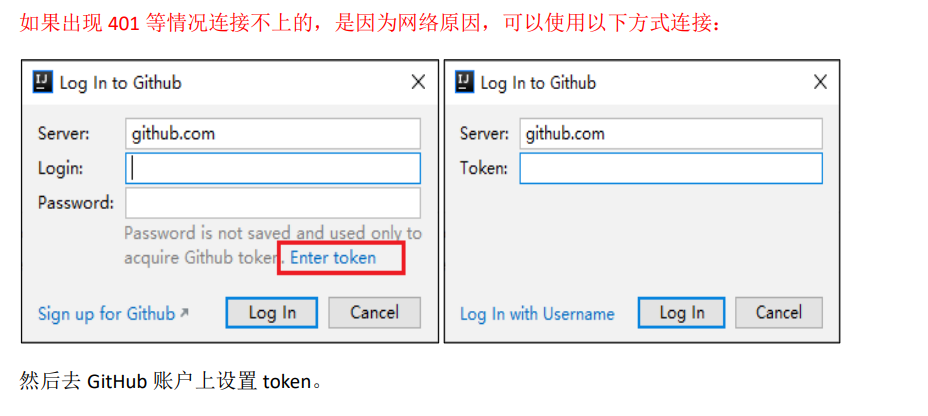 如果出现 401 等情况连接不上的，是因为网络原因，可以使用以下方式连接：
Log In to Github
Server: github.com
Login:
Password:
Password is not saved and used only to
acquire Github token. Enter token
Sign up for Github Log In Cancel
Log In to Github
Server: github.com
Token:
Log In with Username Log In Cancel
然后去 GitHub 账户上设置 token。